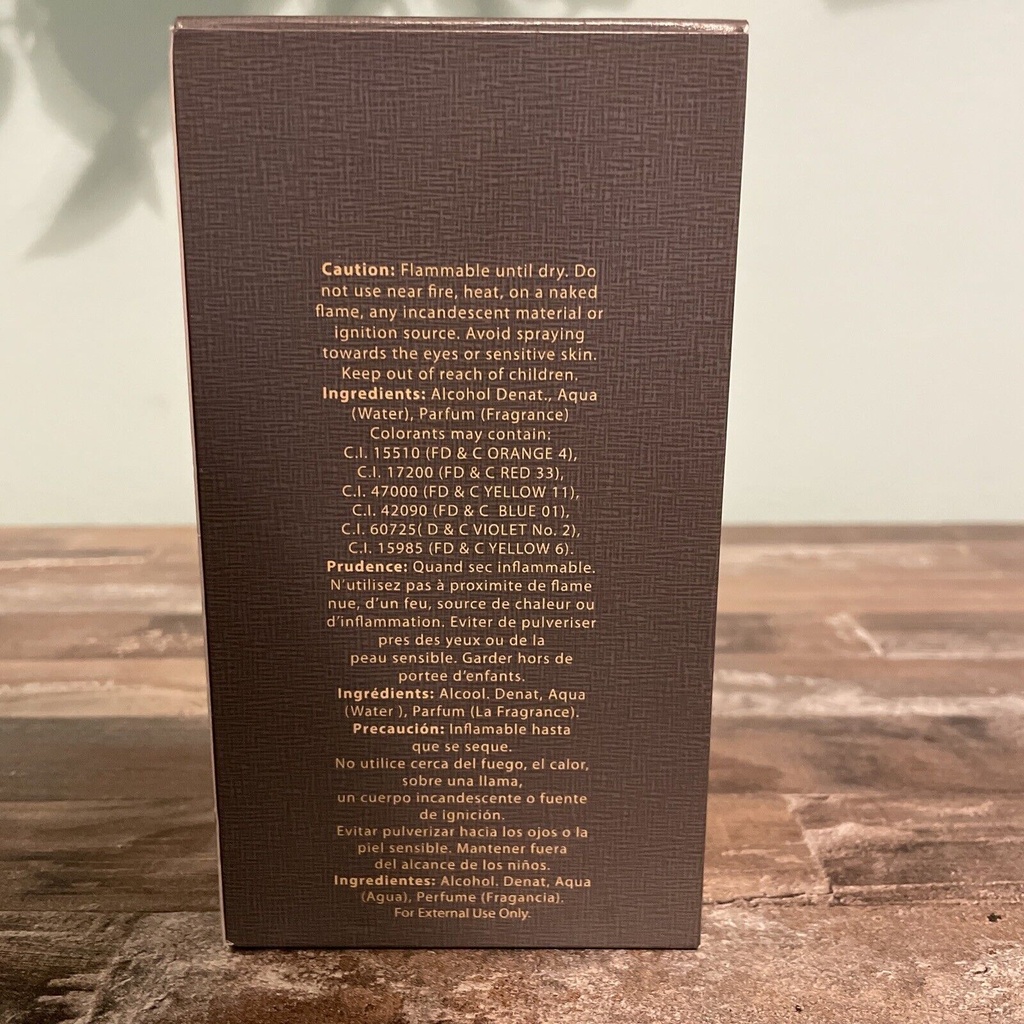 Caution: Flammable until dry. Do
not use near fire, heat, on a naked
flame, any incandescent material or
ignition source. Avoid spraying
towards the eyes or sensitive skin.
Keep out of reach of children.
Ingredients: Alcohol Denat., Aqua
(Water), Parfum (Fragrance)
Colorants may contain:
C.I. 15510 (FD & C ORANGE 4),
C.I. 17200 (FD & C RED 33),
C.I. 47000 (FD & C YELLOW 11),
C.I. 42090 (FD & C BLUE 01),
C.I. 60725( D & C VIOLET No. 2),
C.I. 15985 (FD & C YELLOW 6).
Prudence: Quand sec inflammable.
N'utilisez pas à proximite de flame
nue, d'un feu, source de chaleur ou
d'inflammation. Eviter de pulveriser
pres des yeux ou de la
peau sensible. Garder hors de
portee d'enfants.
Ingrédients: Alcool. Denat, Aqua
(Water ), Parfum (La Fragrance).
Precaución: Inflamable hasta
que se seque.
No utilice cerca del fuego, el calor,
sobre una llama,
un cuerpo incandescente o fuente
de ignición.
Evitar pulverizar hacia los ojos o la
piel sensible. Mantener fuera
del alcance de los niños.
Ingredientes: Alcohol. Denat, Aqua
(Agua), Perfume (Fragancia).
For External Use Only.